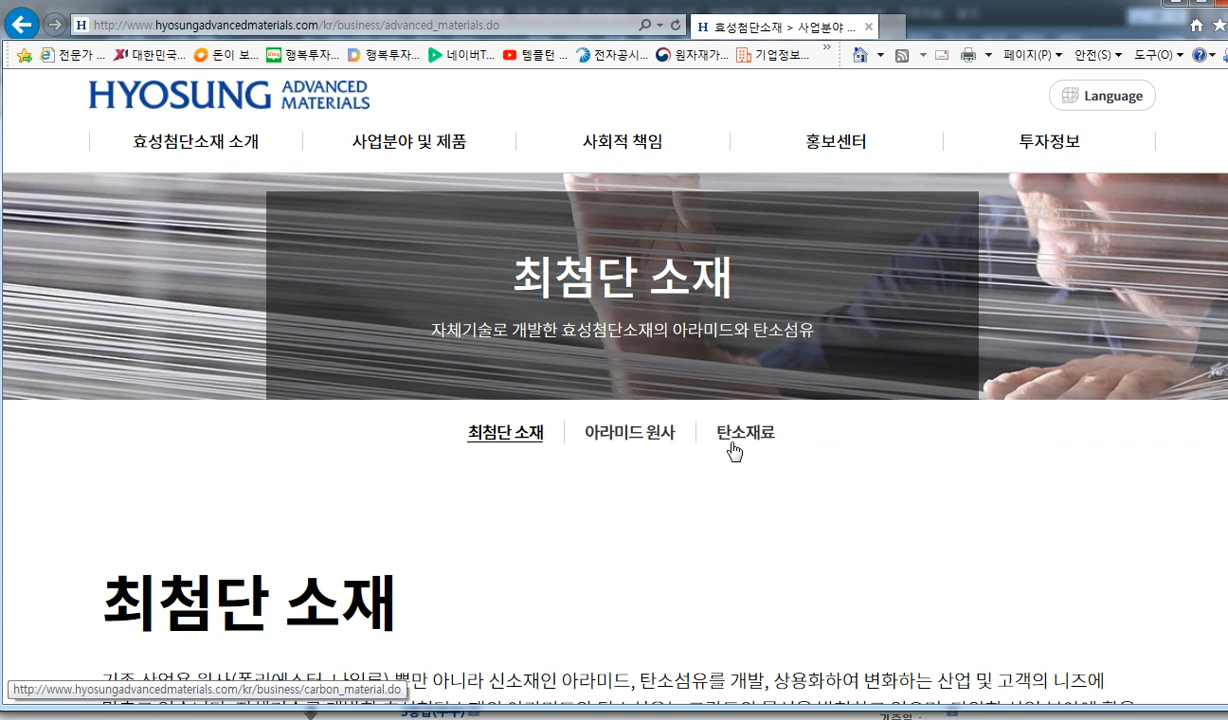 http://www.hyosungadvancedmaterials.com/kr/business/advanced_materials.do
H 효성첨단소재 > 사업분야 ...
전문가 ... 대한민국... 돈이 보... 행복투자... 행복투자... 네이버T... 템플턴 ... 전자공시... 원자재가... 기업정보... 페이지(P) 안전(S) 도구(O)
HYOSUNG ADVANCED MATERIALS
Language
효성첨단소재 소개 사업분야 및 제품 사회적 책임 홍보센터 투자정보
최첨단 소재
자체기술로 개발한 효성첨단소재의 아라미드와 탄소섬유
최첨단 소재 아라미드 원사 탄소재료
최첨단 소재
기존 산업용 원사(폴리에스터, 나일론) 뿐만 아니라 신소재인 아라미드, 탄소섬유를 개발, 상용화하여 변화하는 산업 및 고객의 니즈에
http://www.hyosungadvancedmaterials.com/kr/business/carbon_material.do